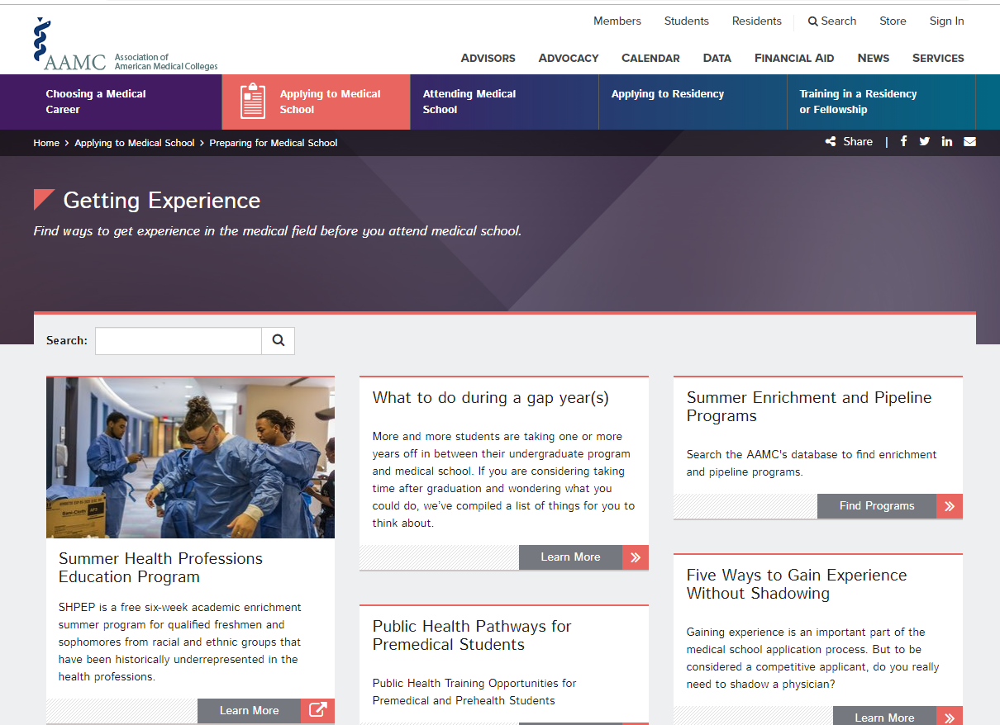 Members Students Residents Search Store Sign In
AAMC Association of
American Medical Colleges
ADVISORS ADVOCACY CALENDAR DATA FINANCIAL AID NEWS SERVICES
Choosing a Medical
Career
Applying to Medical
School
Attending Medical
School
Applying to Residency
Training in a Residency
or Fellowship
Home > Applying to Medical School > Preparing for Medical School
Share |
Getting Experience
Find ways to get experience in the medical field before you attend medical school.
Search:
Sani-Cloth AF3
Summer Health Professions
Education Program
SHPEP is a free six-week academic enrichment
summer program for qualified freshmen and
sophomores from racial and ethnic groups that
have been historically underrepresented in the
health professions.
Learn More
What to do during a gap year(s)
More and more students are taking one or more
years off in between their undergraduate program
and medical school. If you are considering taking
time after graduation and wondering what you
could do, we've compiled a list of things for you to
think about.
Learn More
Public Health Pathways for
Premedical Students
Public Health Training Opportunities for
Premedical and Prehealth Students
Summer Enrichment and Pipeline
Programs
Search the AAMC's database to find enrichment
and pipeline programs.
Find Programs
Five Ways to Gain Experience
Without Shadowing
Gaining experience is an important part of the
medical school application process. But to be
considered a competitive applicant, do you really
need to shadow a physician?
Learn More